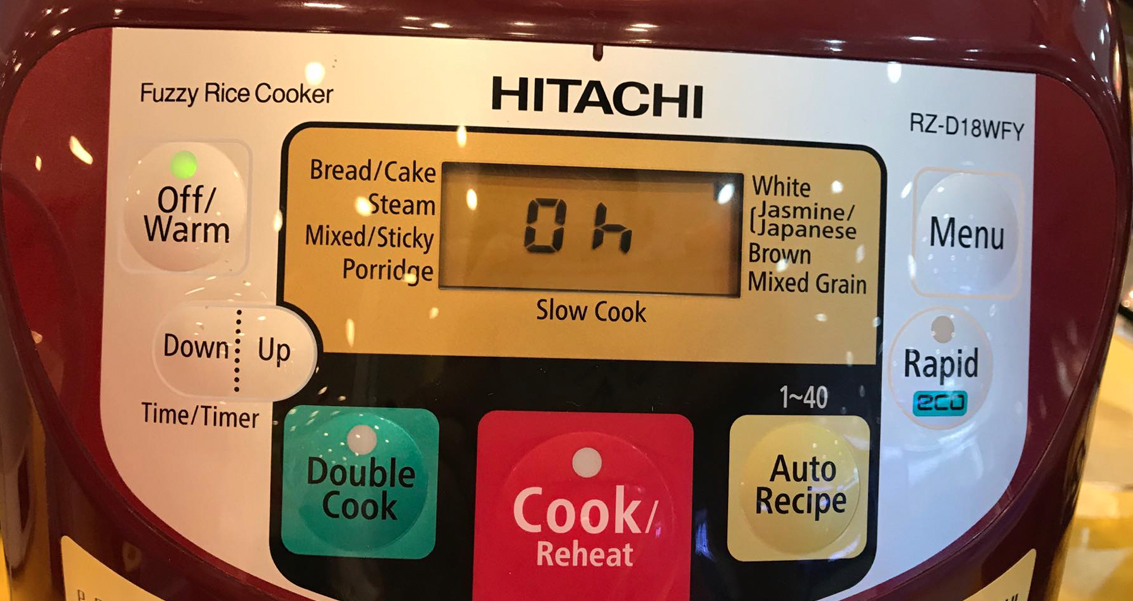 HITACHI
Fuzzy Rice Cooker
RZ-D18WFY
Off/
Warm
Bread/Cake
Steam
Mixed/Sticky
Porridge
0h
White
Jasmine/
Japanese
Brown
Mixed Grain
Slow Cook
Menu
Down
Up
Time/Timer
Rapid
eco
Double
Cook
Cook/
Reheat
1~40
Auto
Recipe